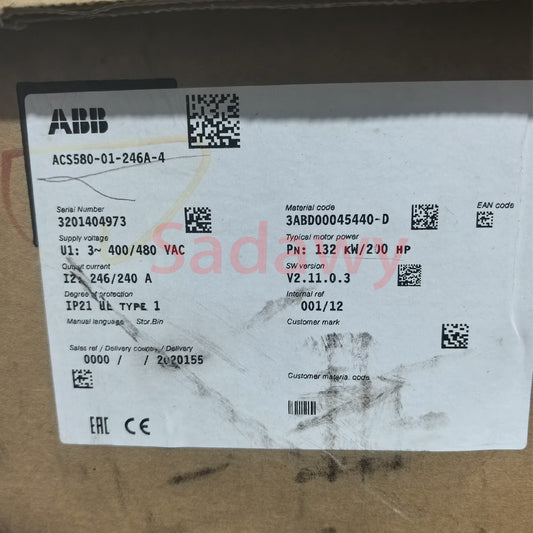 ABB
ACS580-01-246A-4
Serial Number
3201404973
Material code
3ABD00045440-D
EAN code
Supply voltage
U1: 3~ 400/480 VAC
Typical motor power
PN: 132 kW/200 HP
Output current
I2: 246/240 A
SW version
V2.11.0.3
Degree of protection
IP21 UL TYPE 1
Internal ref
001/12
Manual language Stor.Bin
Customer mark
Sales ref / Delivery country / Delivery
0000 / / 2020155
Customer material code
EAC CE
Sadawy